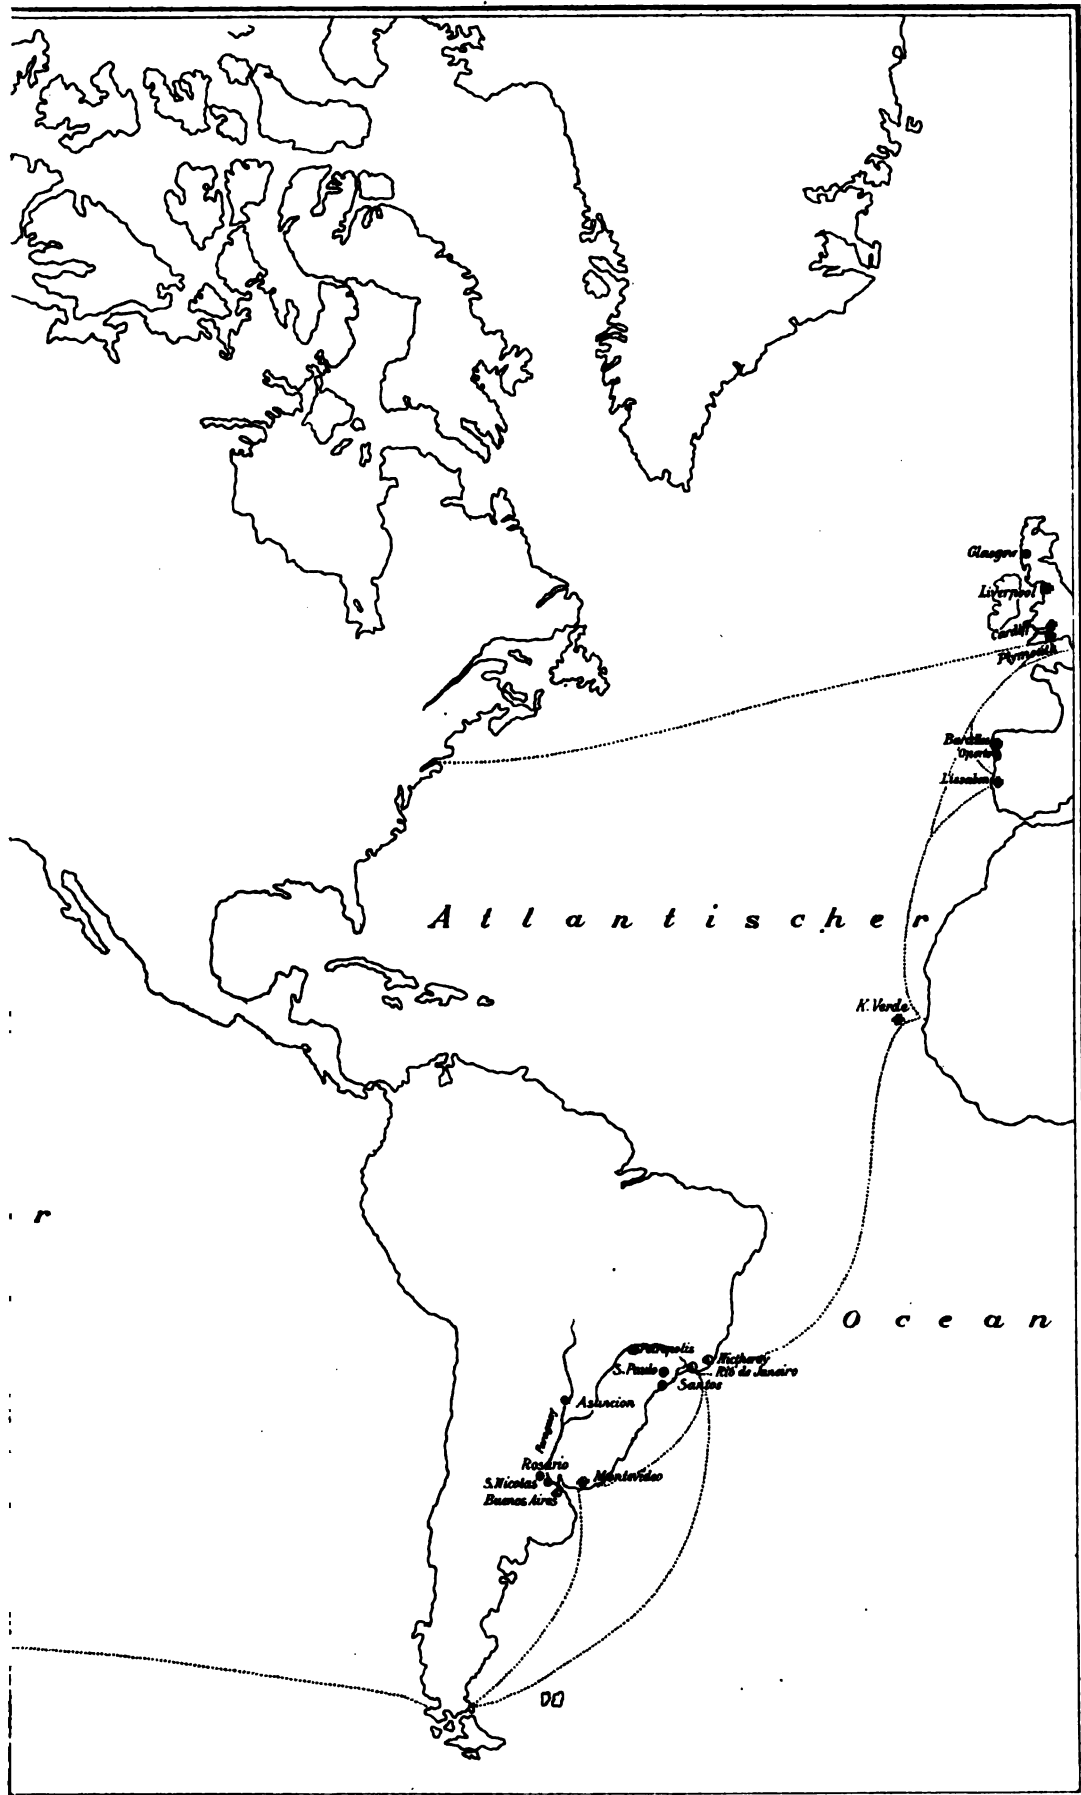 Glasgow
Liverpool
Cardiff
Plymouth
Oporto
Lissabon
Atlantischer
K. Verde
r
Ocean
Petropolis
Nictheroy
S. Paulo
Rio de Janeiro
Santos
Asuncion
Paraguay
Rosario
S. Nicolas
Montevideo
Buenos Aires